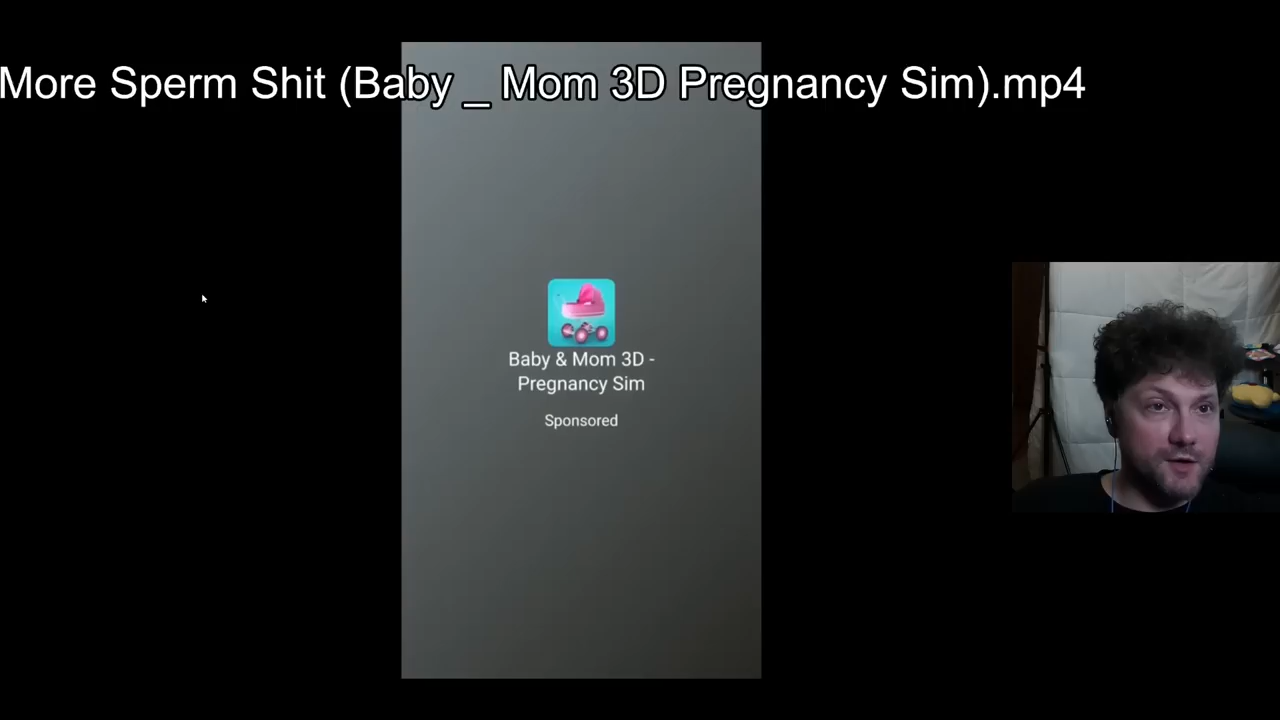 More Sperm Shit (Baby _ Mom 3D Pregnancy Sim).mp4
Baby & Mom 3D -
Pregnancy Sim
Sponsored